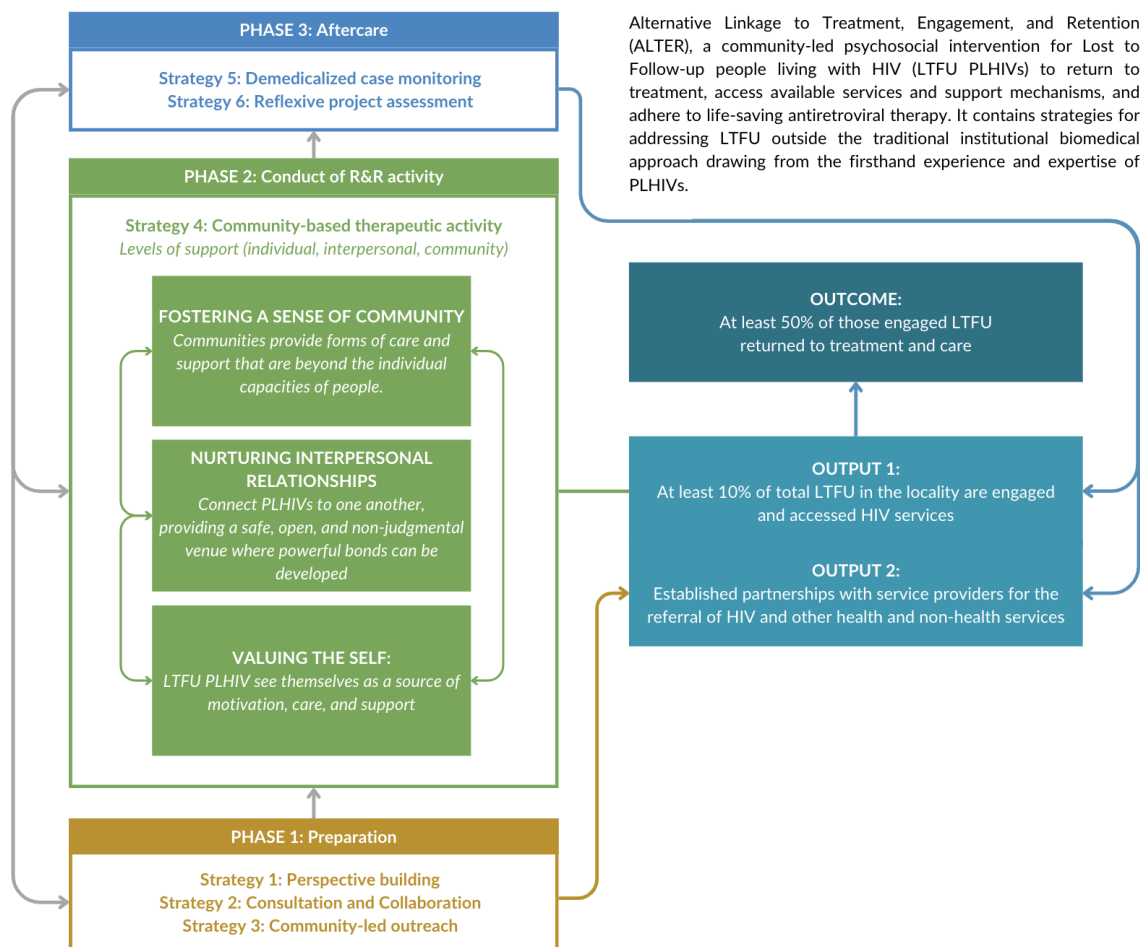 PHASE 3: Aftercare
Strategy 5: Demedicalized case monitoring
Strategy 6: Reflexive project assessment
Alternative Linkage to Treatment, Engagement, and Retention
(ALTER), a community-led psychosocial intervention for Lost to
Follow-up people living with HIV (LTFU PLHIVs) to return to
treatment, access available services and support mechanisms, and
adhere to life-saving antiretroviral therapy. It contains strategies for
addressing LTFU outside the traditional institutional biomedical
approach drawing from the firsthand experience and expertise of
PLHIVs.
PHASE 2: Conduct of R&R activity
Strategy 4: Community-based therapeutic activity
Levels of support (individual, interpersonal, community)
FOSTERING A SENSE OF COMMUNITY
Communities provide forms of care and
support that are beyond the individual
capacities of people.
NURTURING INTERPERSONAL
RELATIONSHIPS
Connect PLHIVs to one another,
providing a safe, open, and non-judgmental
venue where powerful bonds can be
developed
VALUING THE SELF:
LTFU PLHIV see themselves as a source of
motivation, care, and support
OUTCOME:
At least 50% of those engaged LTFU
returned to treatment and care
OUTPUT 1:
At least 10% of total LTFU in the locality are engaged
and accessed HIV services
OUTPUT 2:
Established partnerships with service providers for the
referral of HIV and other health and non-health services
PHASE 1: Preparation
Strategy 1: Perspective building
Strategy 2: Consultation and Collaboration
Strategy 3: Community-led outreach